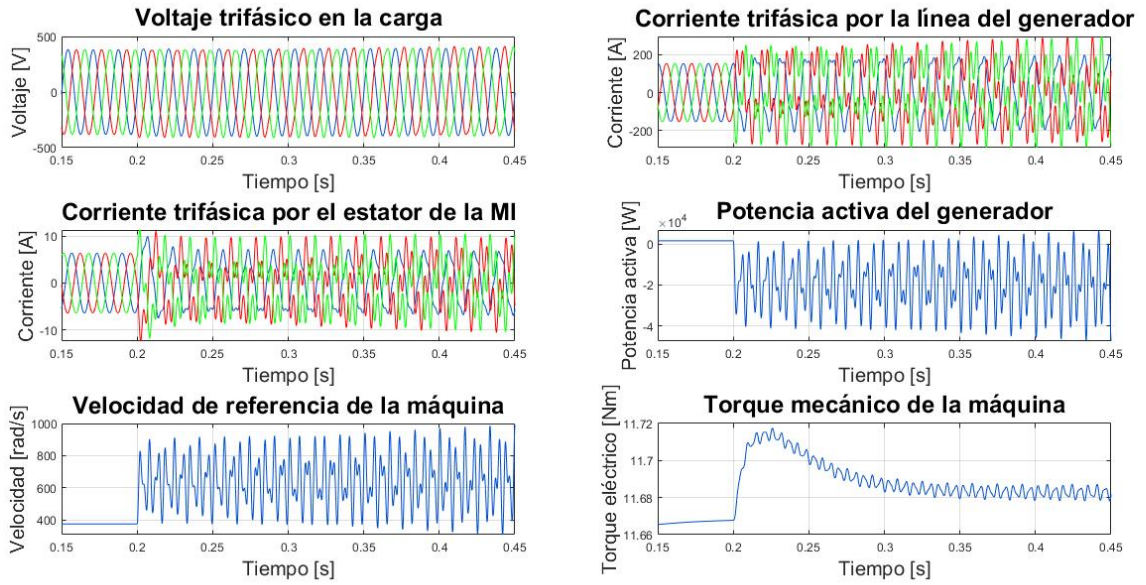 Voltaje trifásico en la carga
Voltaje [V]
500
0
-500
0.15 0.2 0.25 0.3 0.35 0.4 0.45
Tiempo [s]
Corriente trifásica por la línea del generador
Corriente [A]
200
0
-200
0.15 0.2 0.25 0.3 0.35 0.4 0.45
Tiempo [s]
Corriente trifásica por el estator de la MI
Corriente [A]
10
0
-10
0.15 0.2 0.25 0.3 0.35 0.4 0.45
Tiempo [s]
Potencia activa del generador
Potencia activa [W]
×10⁴
0
-2
-4
0.15 0.2 0.25 0.3 0.35 0.4 0.45
Tiempo [s]
Velocidad de referencia de la máquina
Velocidad [rad/s]
1000
800
600
400
0.15 0.2 0.25 0.3 0.35 0.4 0.45
Tiempo [s]
Torque mecánico de la máquina
Torque eléctrico [Nm]
11.72
11.7
11.68
11.66
0.15 0.2 0.25 0.3 0.35 0.4 0.45
Tiempo [s]